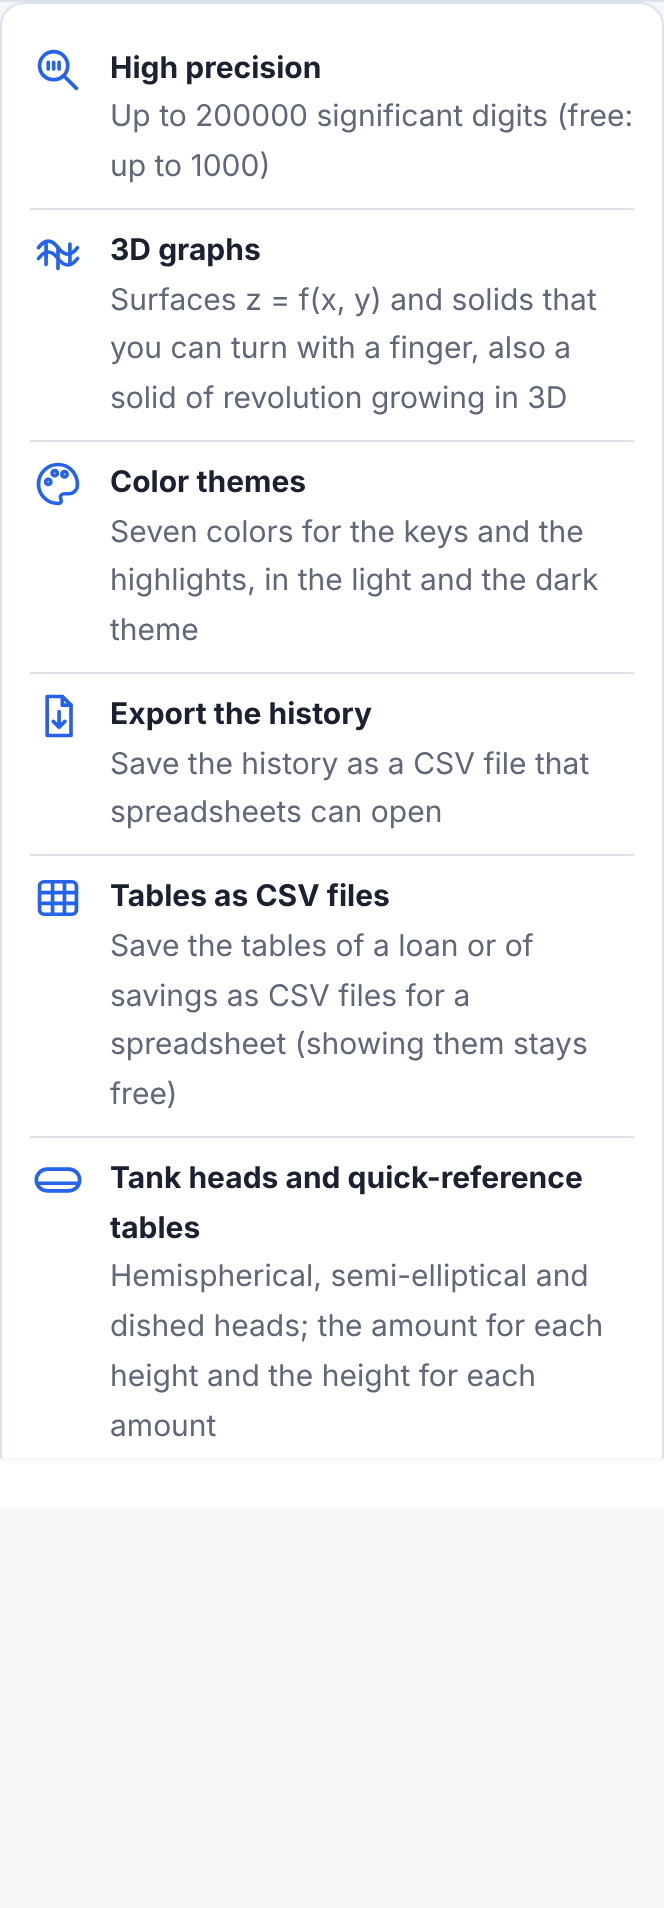 High precision
Up to 200000 significant digits (free:
up to 1000)
3D graphs
Surfaces z = f(x, y) and solids that
you can turn with a finger, also a
solid of revolution growing in 3D
Color themes
Seven colors for the keys and the
highlights, in the light and the dark
theme
Export the history
Save the history as a CSV file that
spreadsheets can open
Tables as CSV files
Save the tables of a loan or of
savings as CSV files for a
spreadsheet (showing them stays
free)
Tank heads and quick-reference
tables
Hemispherical, semi-elliptical and
dished heads; the amount for each
height and the height for each
amount